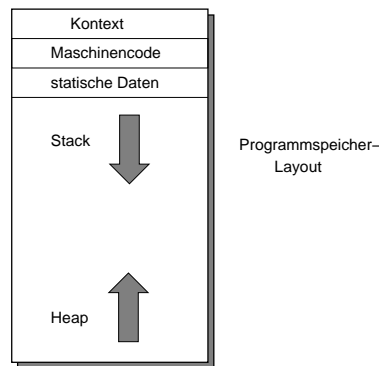 Kontext
Maschinencode
statische Daten
Stack
Programmspeicher–
Layout
Heap